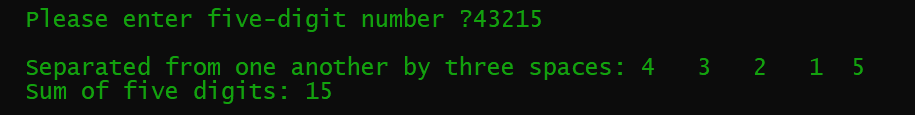 Please enter five-digit number ?43215
Separated from one another by three spaces: 4   3   2   1  5
Sum of five digits: 15